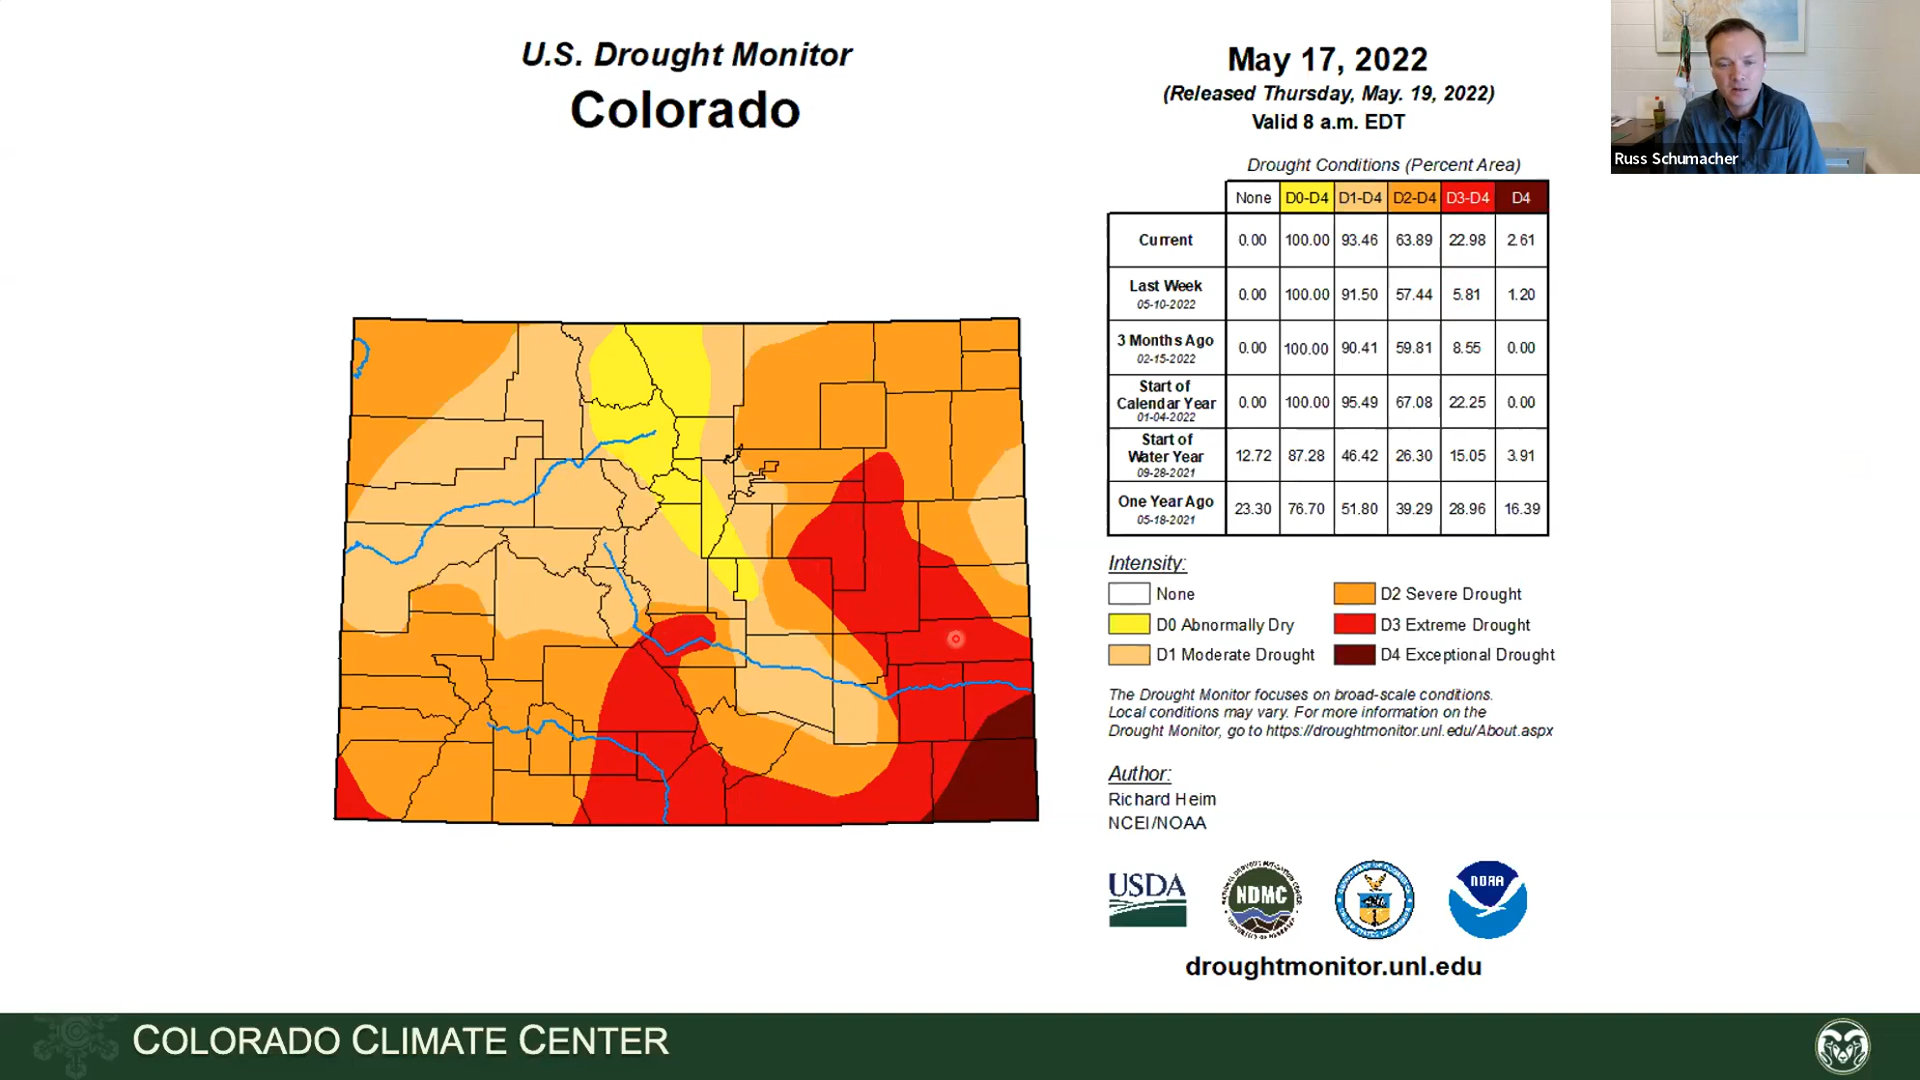 U.S. Drought Monitor
Colorado
May 17, 2022
(Released Thursday, May. 19, 2022)
Valid 8 a.m. EDT
Russ Schumacher
Drought Conditions (Percent Area)
None D0-D4 D1-D4 D2-D4 D3-D4 D4
Current 0.00 100.00 93.46 63.89 22.98 2.61
Last Week
05-10-2022 0.00 100.00 91.50 57.44 5.81 1.20
3 Months Ago
02-15-2022 0.00 100.00 90.41 59.81 8.55 0.00
Start of
Calendar Year
01-04-2022 0.00 100.00 95.49 67.08 22.25 0.00
Start of
Water Year
09-28-2021 12.72 87.28 46.42 26.30 15.05 3.91
One Year Ago
05-18-2021 23.30 76.70 51.80 39.29 28.96 16.39
Intensity:
None D2 Severe Drought
D0 Abnormally Dry D3 Extreme Drought
D1 Moderate Drought D4 Exceptional Drought
The Drought Monitor focuses on broad-scale conditions.
Local conditions may vary. For more information on the
Drought Monitor, go to https://droughtmonitor.unl.edu/About.aspx
Author:
Richard Heim
NCEI/NOAA
USDA NDMC NOAA
droughtmonitor.unl.edu
COLORADO CLIMATE CENTER